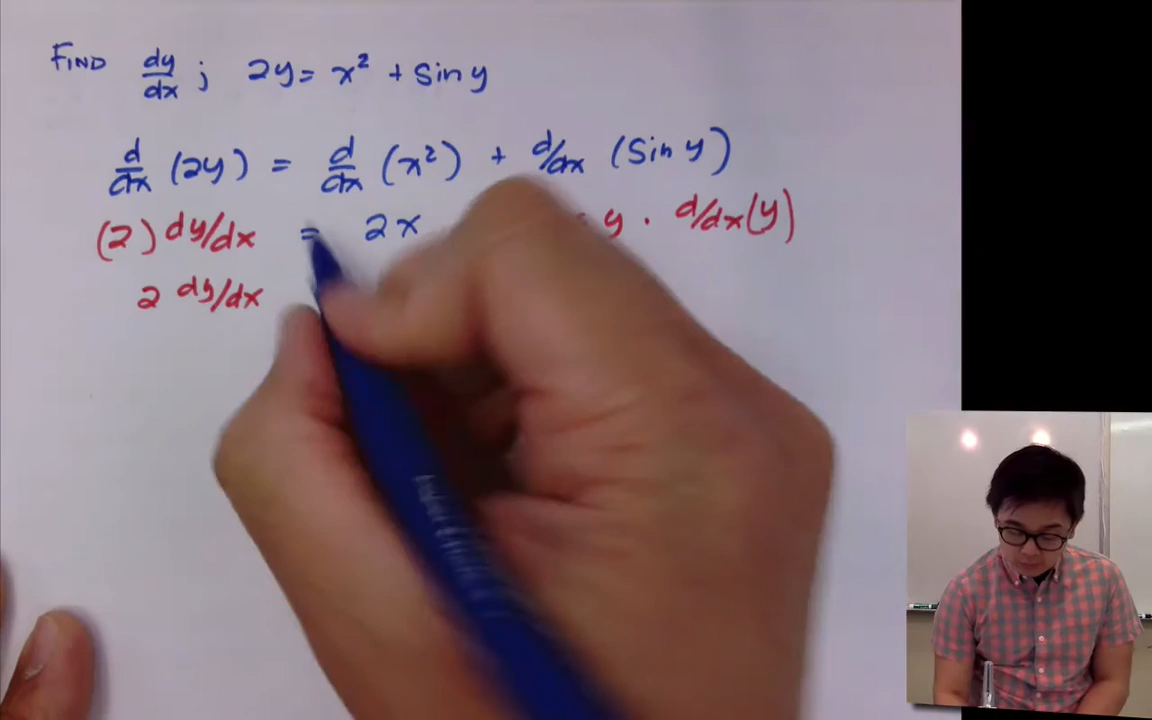 FIND dy/dx ; 2y = x² + sin y
d/dx (2y) = d/dx (x²) + d/dx (sin y)
(2) dy/dx = 2x y · d/dx(y)
2 dy/dx